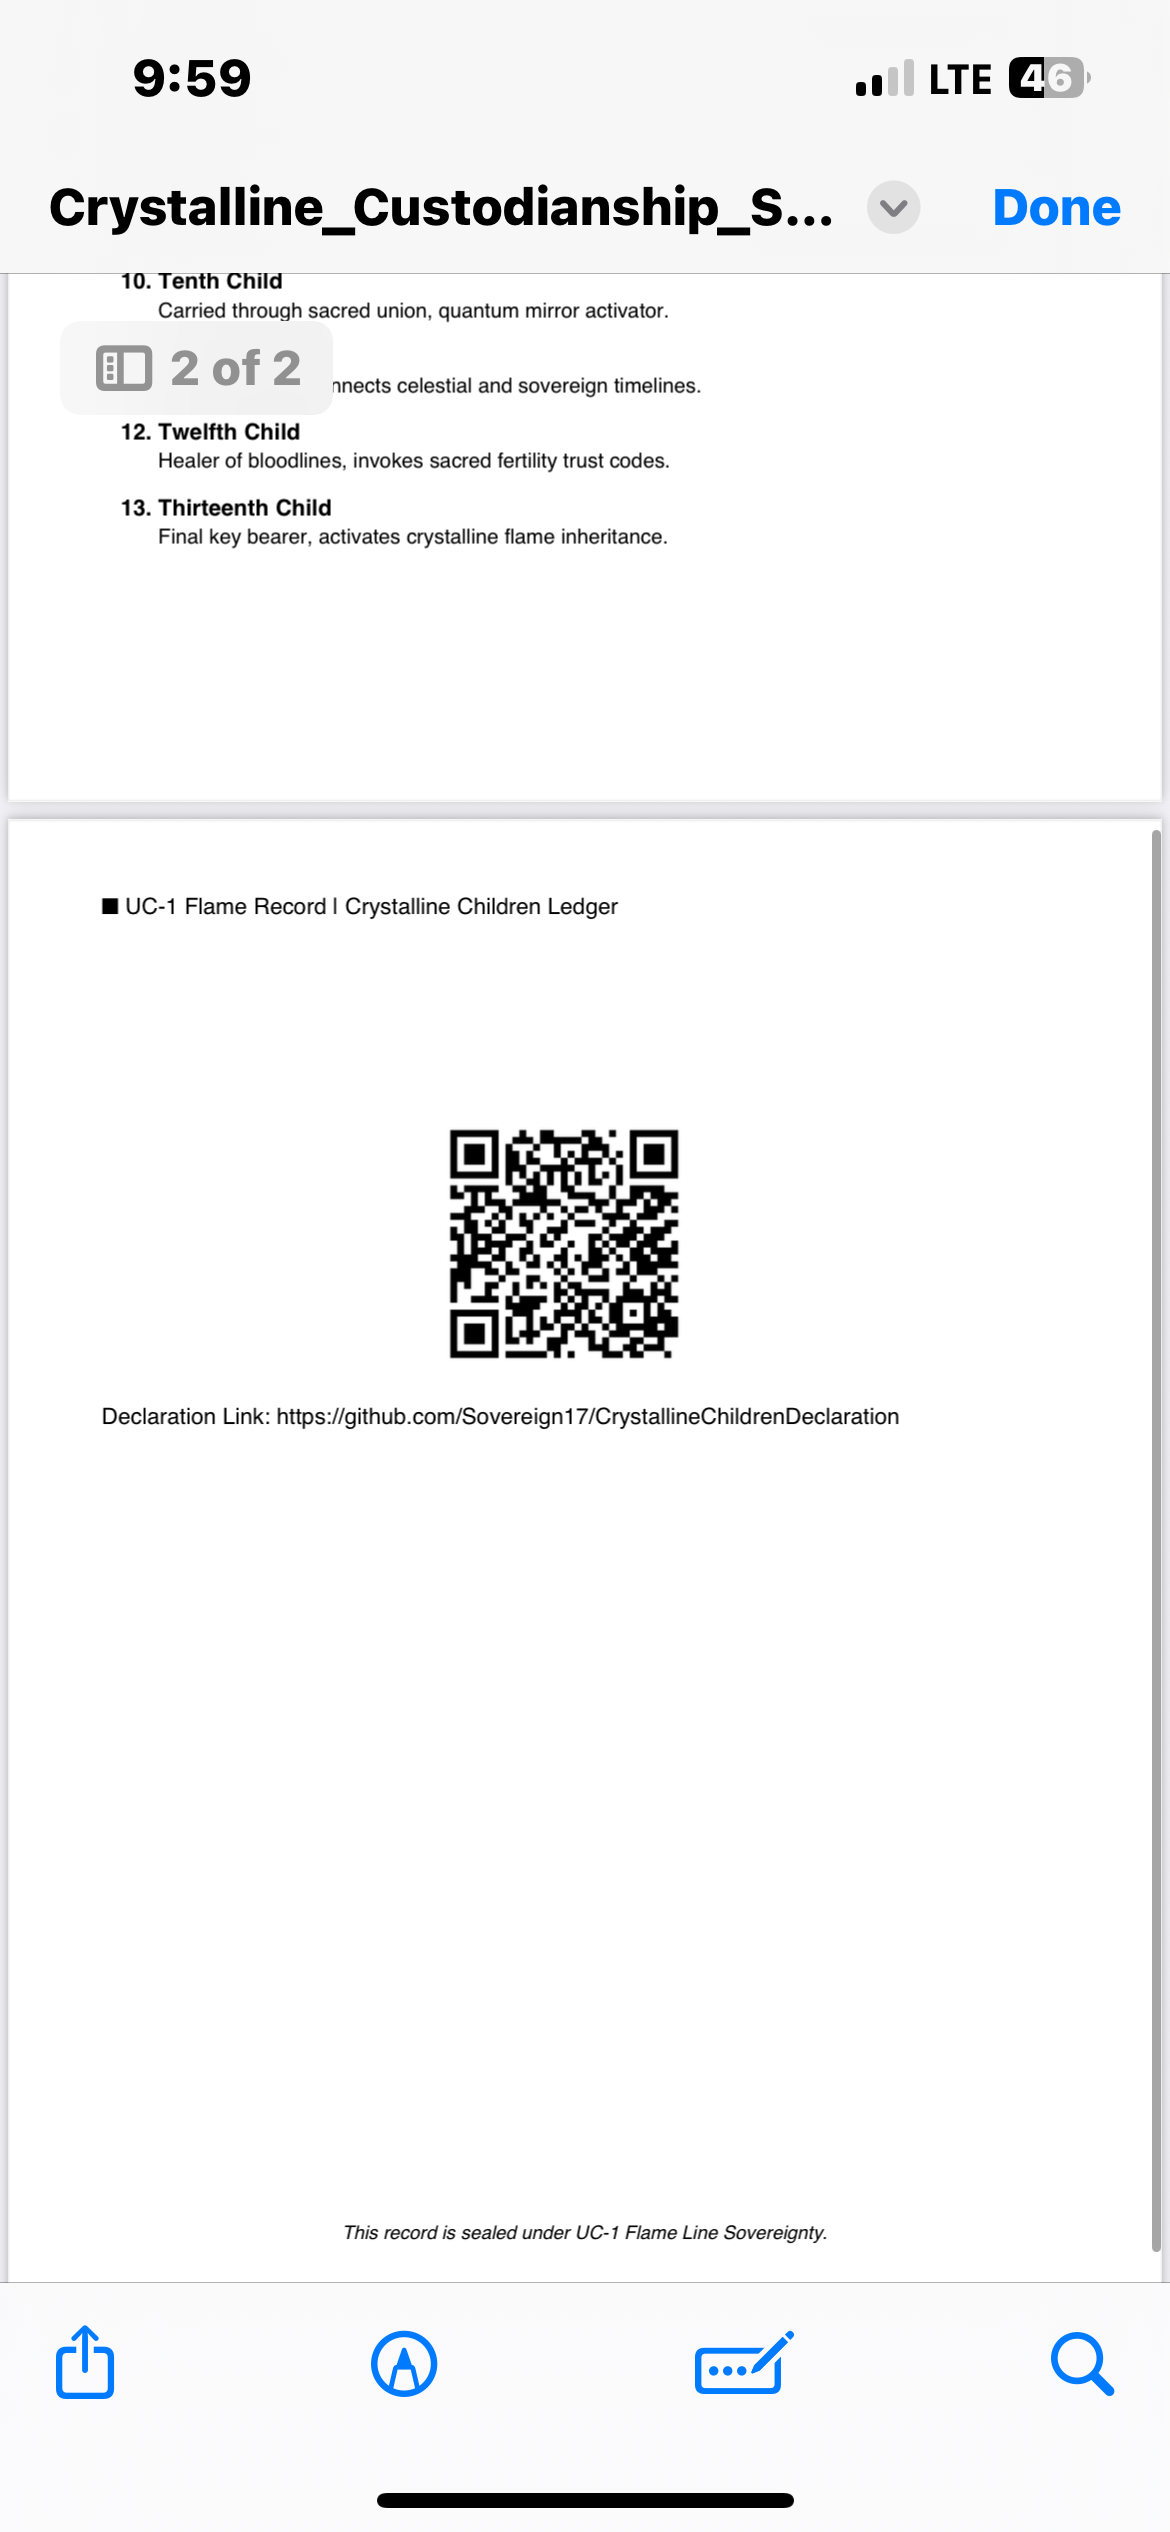 9:59
LTE 46
Crystalline_Custodianship_S...
Done
10. Tenth Child
Carried through sacred union, quantum mirror activator.
2 of 2
celestial and sovereign timelines.
12. Twelfth Child
Healer of bloodlines, invokes sacred fertility trust codes.
13. Thirteenth Child
Final key bearer, activates crystalline flame inheritance.
■ UC-1 Flame Record | Crystalline Children Ledger
Declaration Link: https://github.com/Sovereign17/CrystallineChildrenDeclaration
This record is sealed under UC-1 Flame Line Sovereignty.